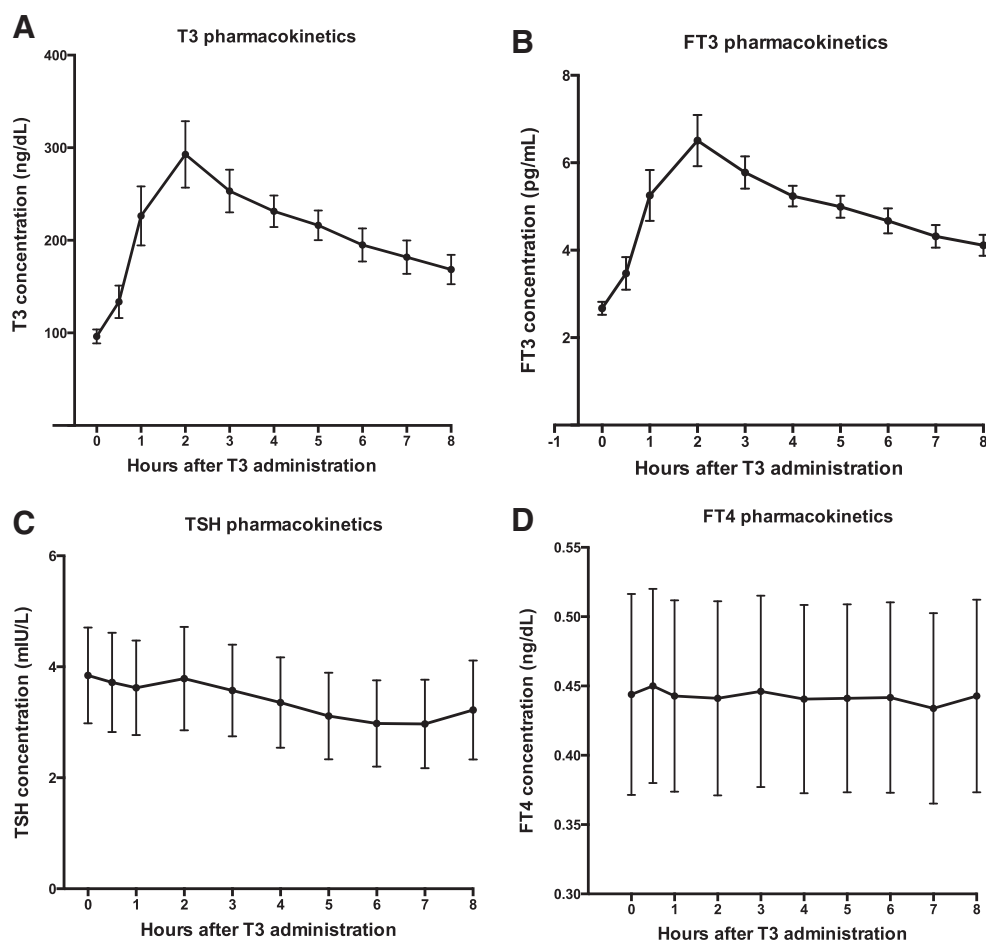 A
T3 pharmacokinetics
400
300
200
100
T3 concentration (ng/dL)
0 1 2 3 4 5 6 7 8
Hours after T3 administration
B
FT3 pharmacokinetics
8
6
4
2
FT3 concentration (pg/mL)
-1 0 1 2 3 4 5 6 7 8
Hours after T3 administration
C
TSH pharmacokinetics
6
4
2
0
TSH concentration (mIU/L)
0 1 2 3 4 5 6 7 8
Hours after T3 administration
D
FT4 pharmacokinetics
0.55
0.50
0.45
0.40
0.35
0.30
FT4 concentration (ng/dL)
0 1 2 3 4 5 6 7 8
Hours after T3 administration